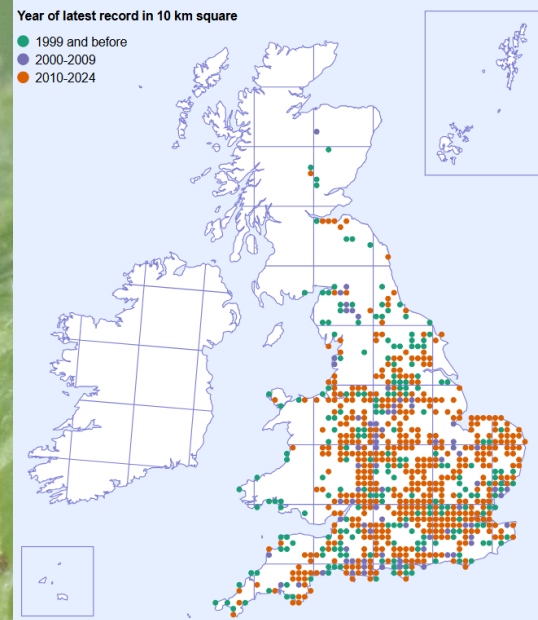 Year of latest record in 10 km square
1999 and before
2000-2009
2010-2024